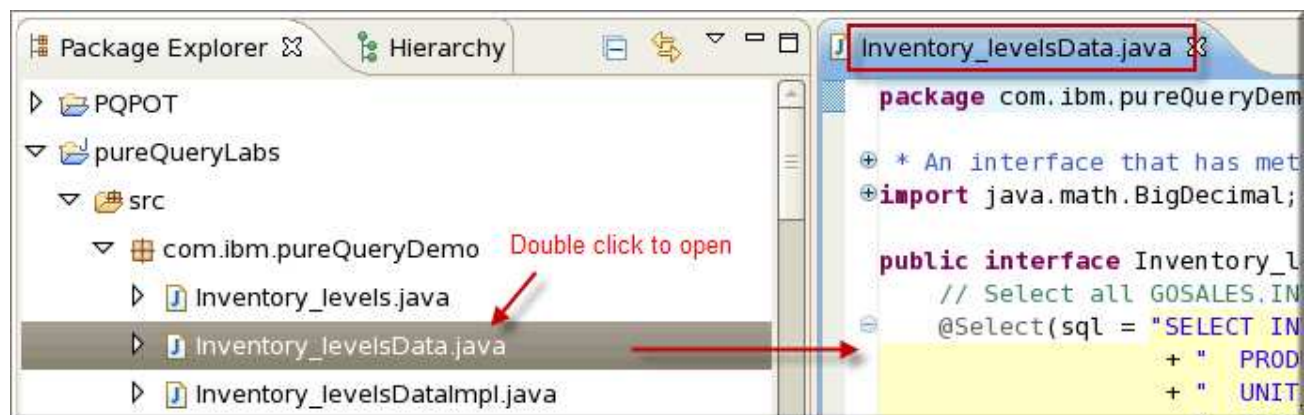 Package Explorer
Hierarchy
PQPOT
pureQueryLabs
src
com.ibm.pureQueryDemo
Double click to open
Inventory_levels.java
Inventory_levelsData.java
Inventory_levelsDataImpl.java
Inventory_levelsData.java
package com.ibm.pureQueryDem
* An interface that has met
import java.math.BigDecimal;
public interface Inventory_l
// Select all GOSALES.IN
@Select(sql = "SELECT IN
+ " PROD
+ " UNIT